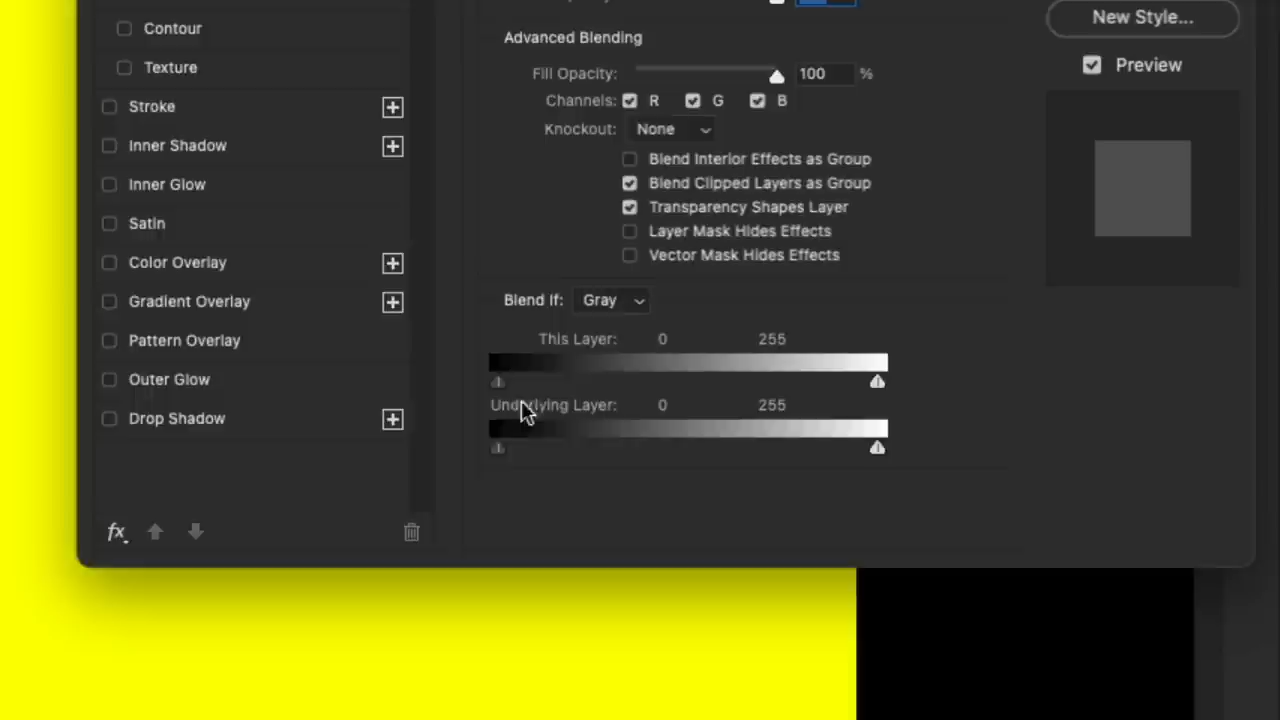 Contour
Texture
Stroke
Inner Shadow
Inner Glow
Satin
Color Overlay
Gradient Overlay
Pattern Overlay
Outer Glow
Drop Shadow
fx
Advanced Blending
Fill Opacity: 100 %
Channels: R G B
Knockout: None
Blend Interior Effects as Group
Blend Clipped Layers as Group
Transparency Shapes Layer
Layer Mask Hides Effects
Vector Mask Hides Effects
Blend If: Gray
This Layer: 0 255
Underlying Layer: 0 255
New Style...
Preview